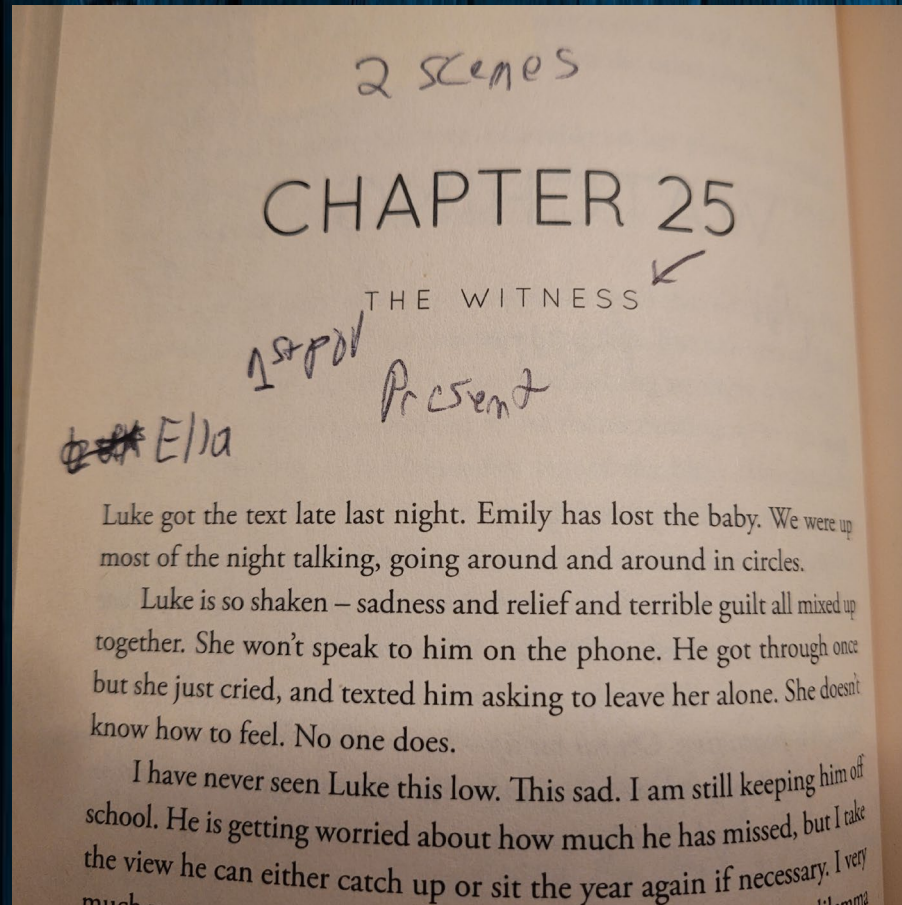 2 scenes
CHAPTER 25
THE WITNESS
1st pov
Present
Ella
Luke got the text late last night. Emily has lost the baby. We were up
most of the night talking, going around and around in circles.
Luke is so shaken – sadness and relief and terrible guilt all mixed up
together. She won't speak to him on the phone. He got through once
but she just cried, and texted him asking to leave her alone. She doesn't
know how to feel. No one does.
I have never seen Luke this low. This sad. I am still keeping him off
school. He is getting worried about how much he has missed, but I take
the view he can either catch up or sit the year again if necessary. I very